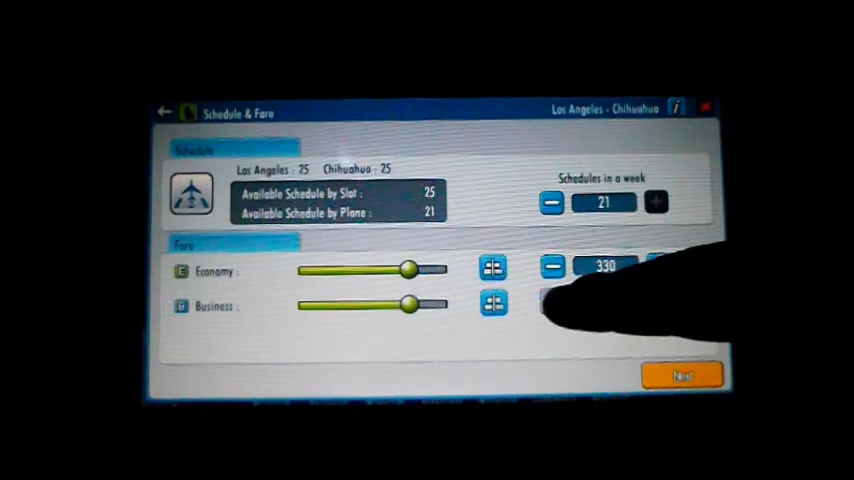 Schedule & Fare
Los Angeles - Chihuahua
i
Schedule
Los Angeles : 25 Chihuahua : 25
Available Schedule by Slot : 25
Available Schedule by Plane : 21
Schedules in a week
21
Fare
E Economy :
330
B Business :
Next